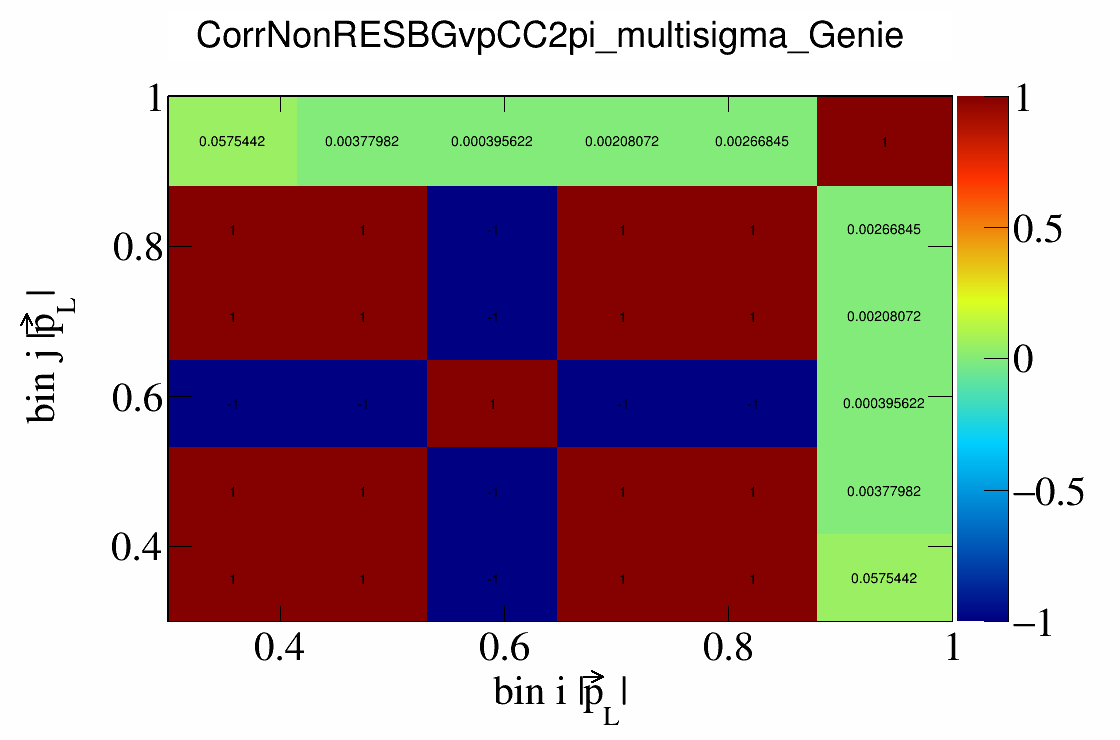 CorrNonRESBGvpCC2pi_multisigma_Genie
1 0.0575442 0.00377982 0.000395622 0.00208072 0.00266845 1 1
1 1 -1 1 1 0.00266845
0.8 0.5
1 1 -1 1 1 0.00208072
0
0.6 -1 -1 1 -1 -1 0.000395622
1 1 -1 1 1 0.00377982 −0.5
0.4
1 1 -1 1 1 0.0575442
−1
0.4 0.6 0.8 1
bin i |p⃗_L|
bin j |p⃗_L|